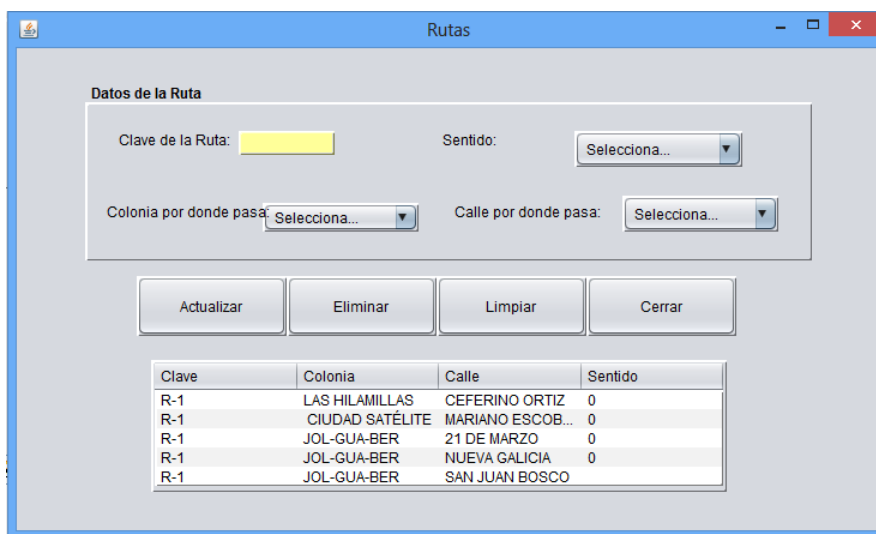 Rutas
Datos de la Ruta
Clave de la Ruta:
Sentido: Selecciona...
Colonia por donde pasa: Selecciona...
Calle por donde pasa: Selecciona...
Actualizar Eliminar Limpiar Cerrar
Clave Colonia Calle Sentido
R-1 LAS HILAMILLAS CEFERINO ORTIZ 0
R-1 CIUDAD SATÉLITE MARIANO ESCOB... 0
R-1 JOL-GUA-BER 21 DE MARZO 0
R-1 JOL-GUA-BER NUEVA GALICIA 0
R-1 JOL-GUA-BER SAN JUAN BOSCO